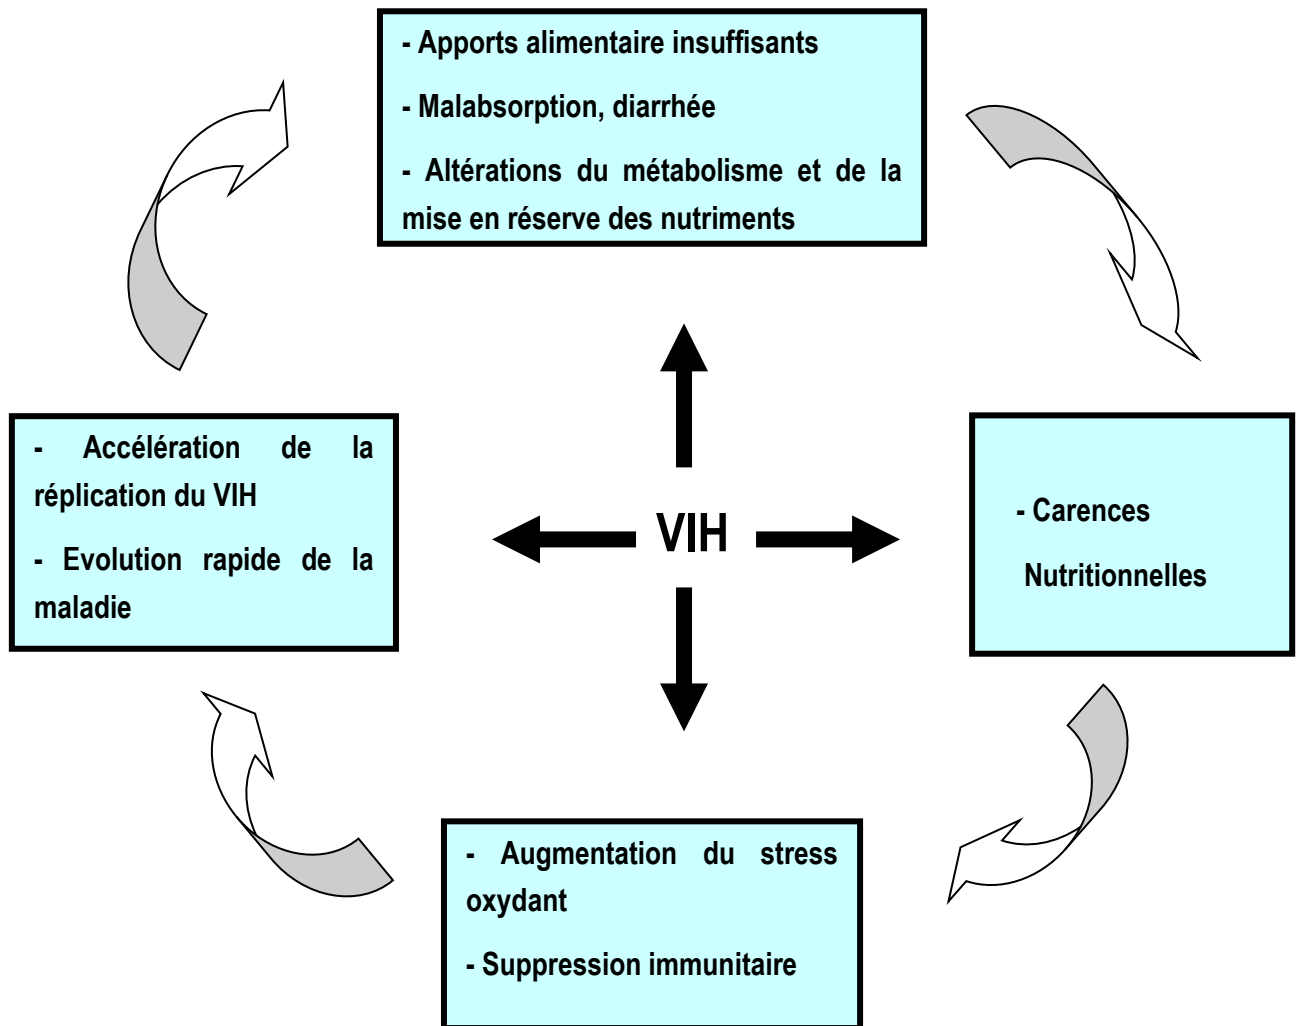 - Apports alimentaire insuffisants
- Malabsorption, diarrhée
- Altérations du métabolisme et de la
mise en réserve des nutriments
- Accélération de la
réplication du VIH
- Evolution rapide de la
maladie
VIH
- Carences
Nutritionnelles
- Augmentation du stress
oxydant
- Suppression immunitaire